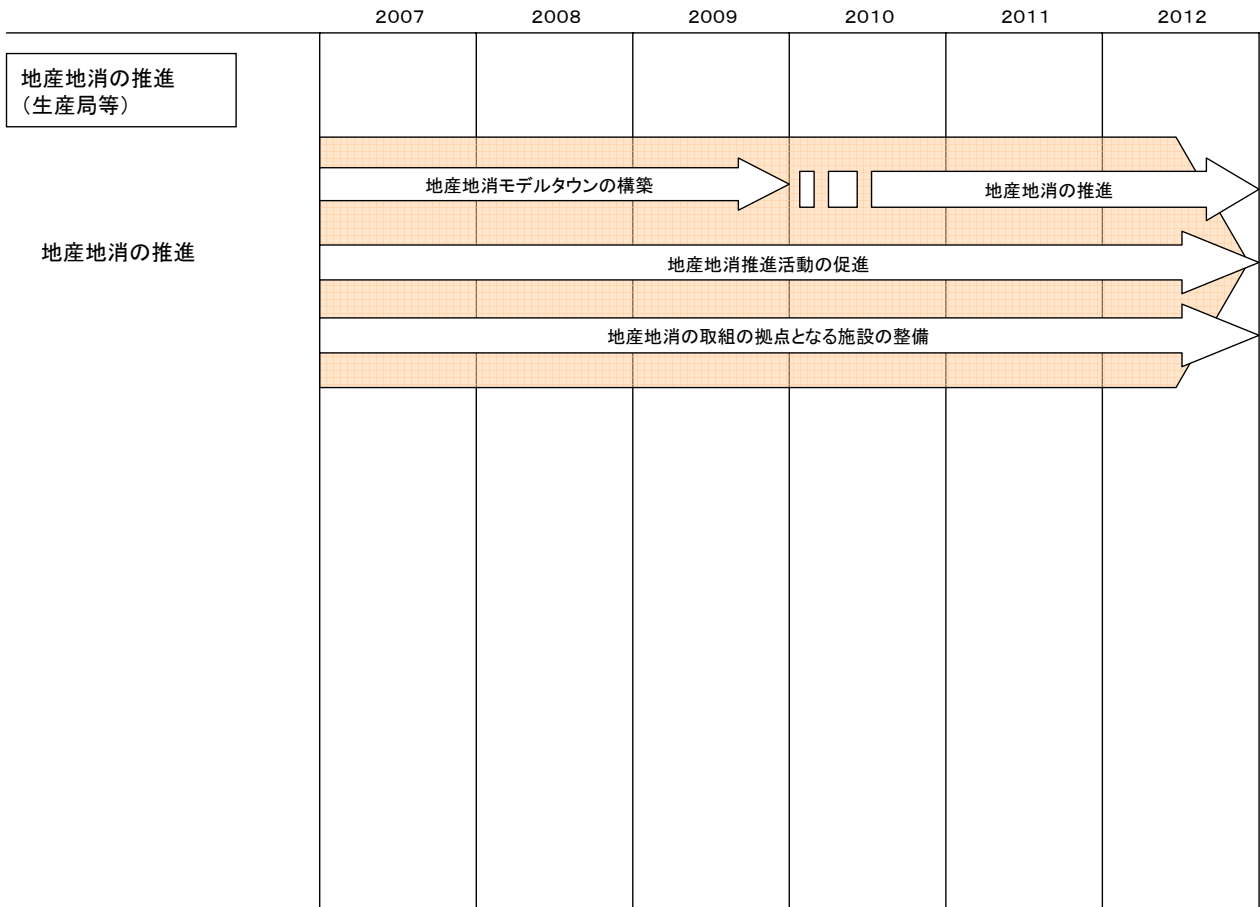 2007 2008 2009 2010 2011 2012
地産地消の推進
（生産局等）
地産地消モデルタウンの構築
地産地消の推進
地産地消の推進
地産地消推進活動の促進
地産地消の取組の拠点となる施設の整備